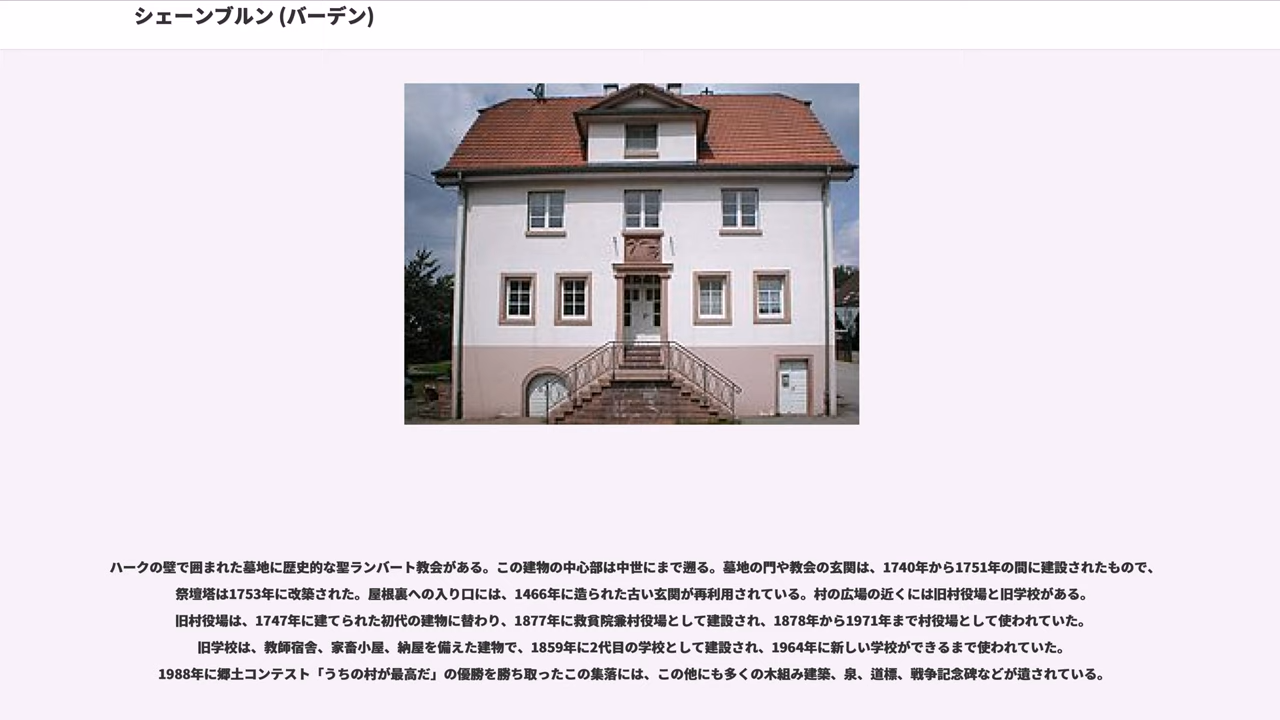 シェーンブルン (バーデン)
ハークの壁で囲まれた墓地に歴史的な聖ランバート教会がある。この建物の中心部は中世にまで遡る。墓地の門や教会の玄関は、1740年から1751年の間に建設されたもので、
祭壇塔は1753年に改築された。屋根裏への入り口には、1466年に造られた古い玄関が再利用されている。村の広場の近くには旧村役場と旧学校がある。
旧村役場は、1747年に建てられた初代の建物に替わり、1877年に救貧院兼村役場として建設され、1878年から1971年まで村役場として使われていた。
旧学校は、教師宿舎、家畜小屋、納屋を備えた建物で、1859年に2代目の学校として建設され、1964年に新しい学校ができるまで使われていた。
1988年に郷土コンテスト「うちの村が最高だ」の優勝を勝ち取ったこの集落には、この他にも多くの木組み建築、泉、道標、戦争記念碑などが遺されている。